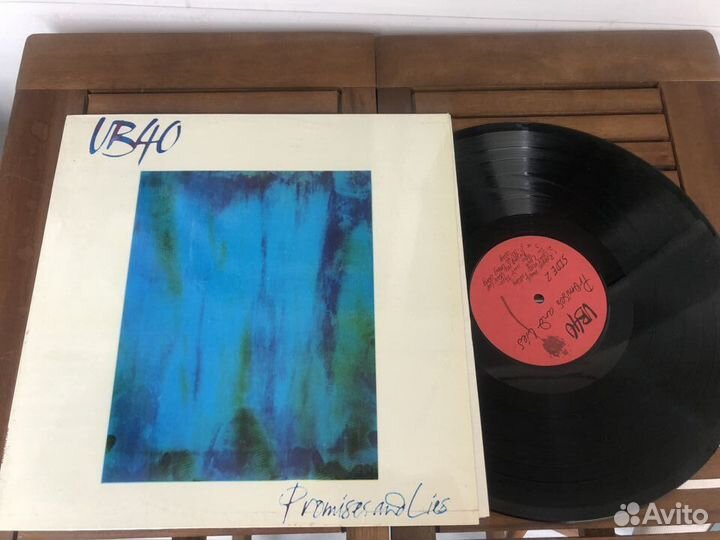 UB40
Promises and Lies
SIDE 2
Promises and Lies
UB40
Avito